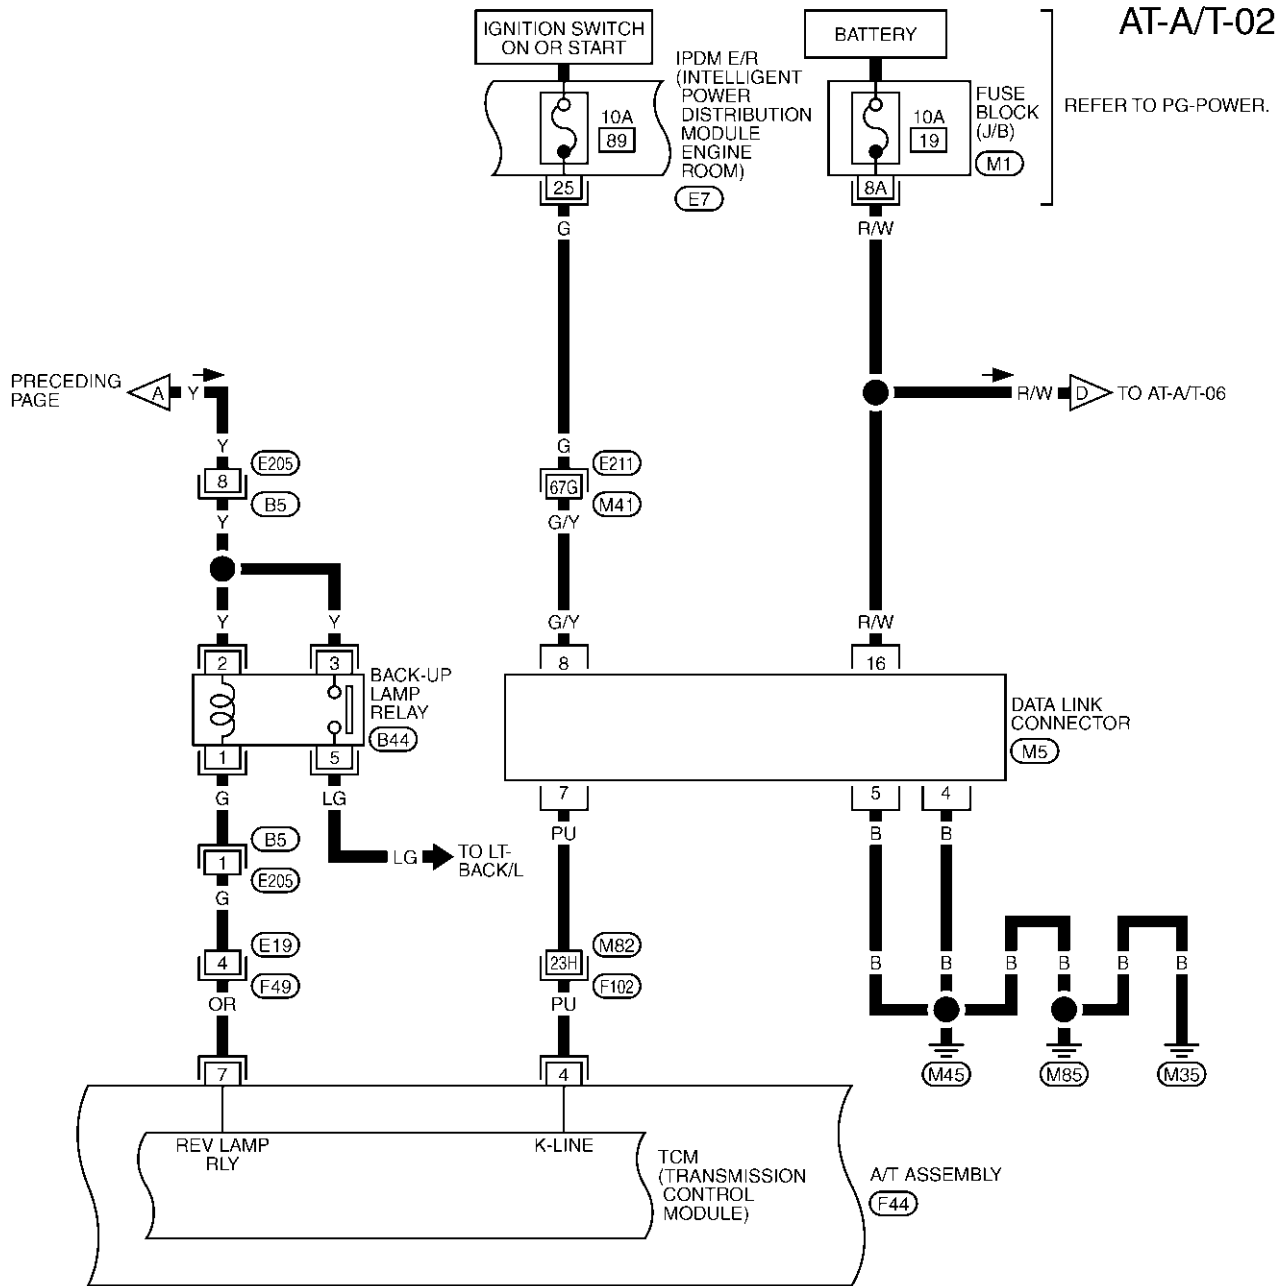 AT-A/T-02
IGNITION SWITCH
ON OR START
BATTERY
IPDM E/R
(INTELLIGENT
POWER
DISTRIBUTION
MODULE
ENGINE
ROOM)
E7
10A
89
25
10A
19
8A
FUSE
BLOCK
(J/B)
M1
REFER TO PG-POWER.
G
R/W
PRECEDING
PAGE
A
Y
R/W
D
TO AT-A/T-06
Y
8
E205
B5
Y
G
67G
E211
M41
G/Y
Y
Y
G/Y
R/W
2
3
8
16
BACK-UP
LAMP
RELAY
B44
DATA LINK
CONNECTOR
M5
1
5
7
5
4
G
LG
PU
B
B
B5
1
E205
LG
TO LT-
BACK/L
G
E19
4
F49
OR
M82
23H
F102
PU
B
B
B
B
B
B
M45
M85
M35
7
4
REV LAMP
RLY
K-LINE
TCM
(TRANSMISSION
CONTROL
MODULE)
A/T ASSEMBLY
F44